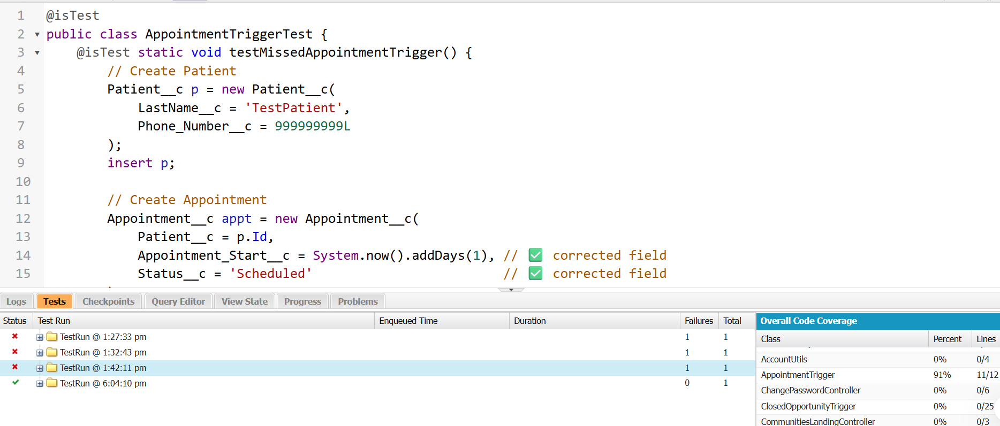 1 @isTest
2 public class AppointmentTriggerTest {
3 @isTest static void testMissedAppointmentTrigger() {
4 // Create Patient
5 Patient__c p = new Patient__c(
6 LastName__c = 'TestPatient',
7 Phone_Number__c = 999999999L
8 );
9 insert p;
10
11 // Create Appointment
12 Appointment__c appt = new Appointment__c(
13 Patient__c = p.Id,
14 Appointment_Start__c = System.now().addDays(1), // ✅ corrected field
15 Status__c = 'Scheduled' // ✅ corrected field
Logs Tests Checkpoints Query Editor View State Progress Problems
Status Test Run Enqueued Time Duration Failures Total
TestRun @ 1:27:33 pm 1 1
TestRun @ 1:32:43 pm 1 1
TestRun @ 1:42:11 pm 1 1
TestRun @ 6:04:10 pm 0 1
Overall Code Coverage
Class Percent Lines
AccountUtils 0% 0/4
AppointmentTrigger 91% 11/12
ChangePasswordController 0% 0/6
ClosedOpportunityTrigger 0% 0/25
CommunitiesLandingController 0% 0/3